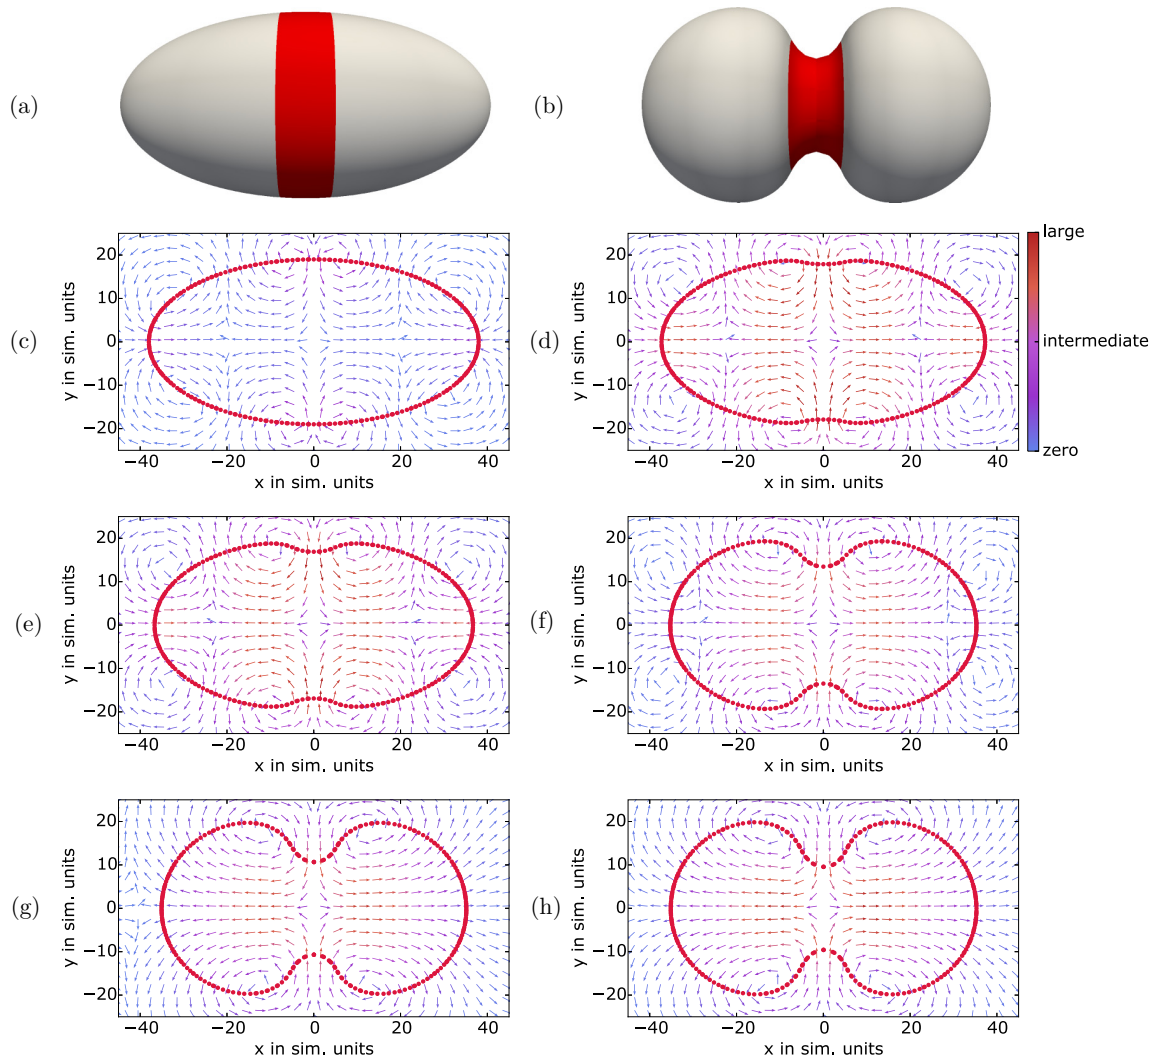 (a)
(b)
(c)
20
10
0
−10
−20
y in sim. units
−40 −20 0 20 40
x in sim. units
(d)
20
10
0
−10
−20
y in sim. units
−40 −20 0 20 40
x in sim. units
large
intermediate
zero
(e)
20
10
0
−10
−20
y in sim. units
−40 −20 0 20 40
x in sim. units
(f)
20
10
0
−10
−20
y in sim. units
−40 −20 0 20 40
x in sim. units
(g)
20
10
0
−10
−20
y in sim. units
−40 −20 0 20 40
x in sim. units
(h)
20
10
0
−10
−20
y in sim. units
−40 −20 0 20 40
x in sim. units